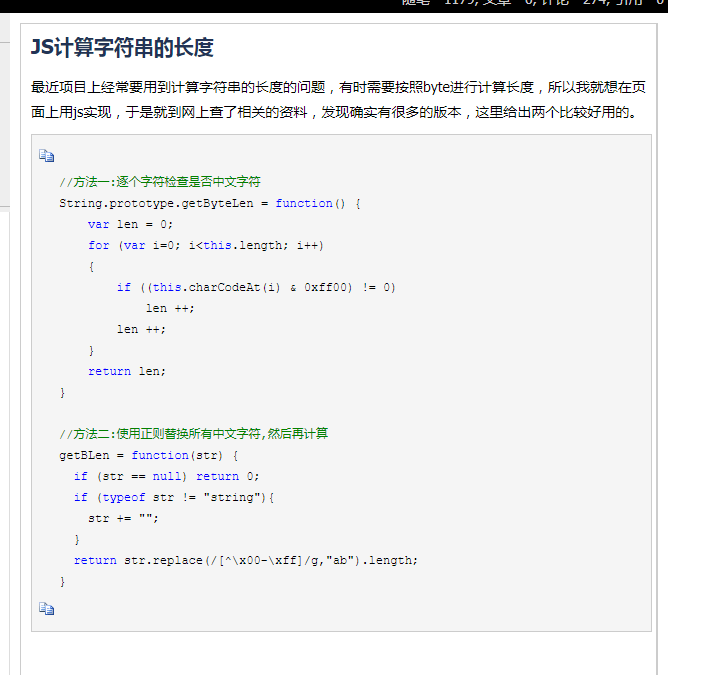 随笔 - 1179, 文章 - 0, 评论 - 274, 引用 - 0
JS计算字符串的长度
最近项目上经常要用到计算字符串的长度的问题，有时需要按照byte进行计算长度，所以我就想在页
面上用js实现，于是就到网上查了相关的资料，发现确实有很多的版本，这里给出两个比较好用的。
//方法一:逐个字符检查是否中文字符
String.prototype.getByteLen = function() {
var len = 0;
for (var i=0; i<this.length; i++)
{
if ((this.charCodeAt(i) & 0xff00) != 0)
len ++;
len ++;
}
return len;
}
//方法二:使用正则替换所有中文字符,然后再计算
getBLen = function(str) {
if (str == null) return 0;
if (typeof str != "string"){
str += "";
}
return str.replace(/[^\x00-\xff]/g,"ab").length;
}